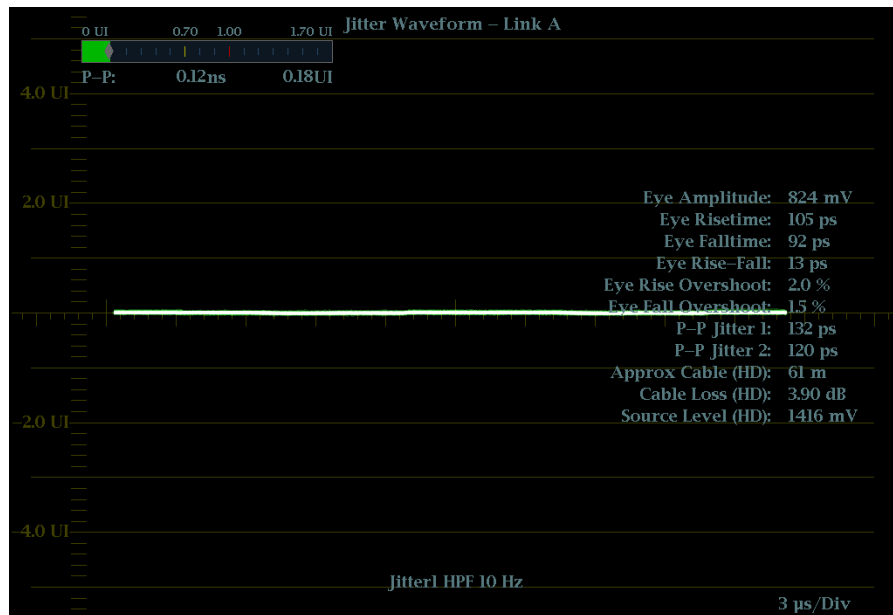 Jitter Waveform – Link A
0 UI 0.70 1.00 1.70 UI
P–P: 0.12ns 0.18UI
4.0 UI
2.0 UI
Eye Amplitude: 824 mV
Eye Risetime: 105 ps
Eye Falltime: 92 ps
Eye Rise–Fall: 13 ps
Eye Rise Overshoot: 2.0 %
Eye Fall Overshoot: 1.5 %
P–P Jitter 1: 132 ps
P–P Jitter 2: 120 ps
Approx Cable (HD): 61 m
Cable Loss (HD): 3.90 dB
Source Level (HD): 1416 mV
-2.0 UI
-4.0 UI
Jitter1 HPF 10 Hz
3 µs/Div